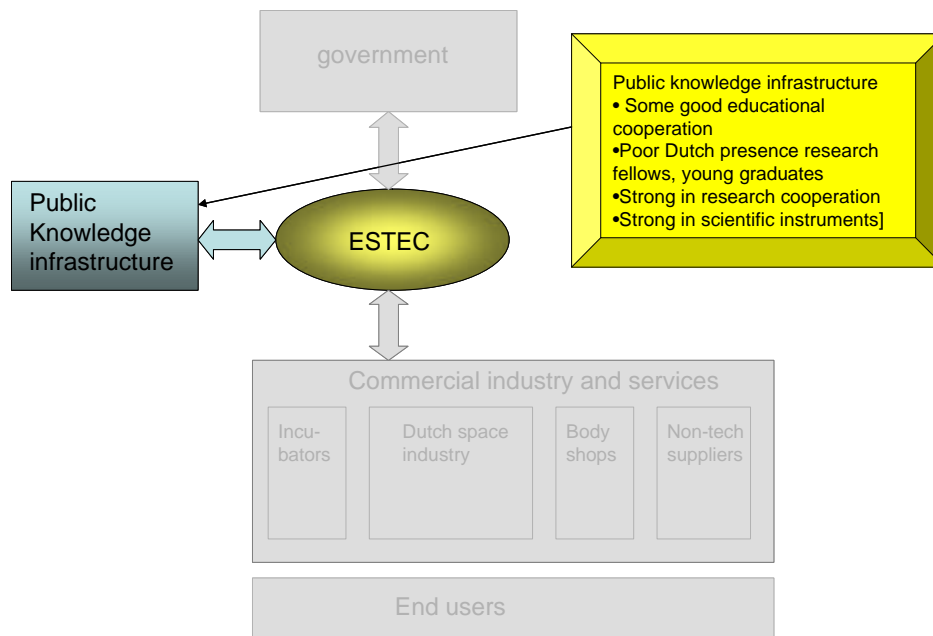 government
Public knowledge infrastructure
• Some good educational
cooperation
•Poor Dutch presence research
fellows, young graduates
•Strong in research cooperation
•Strong in scientific instruments]
Public
Knowledge
infrastructure
ESTEC
Commercial industry and services
Incu-
bators
Dutch space
industry
Body
shops
Non-tech
suppliers
End users